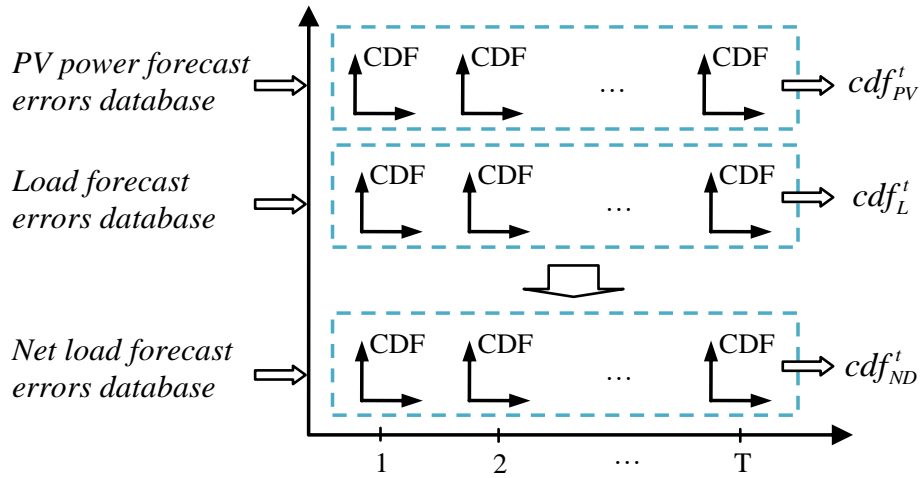 CDF CDF CDF
PV power forecast
errors database
...
cdf^t_PV
CDF CDF CDF
Load forecast
errors database
...
cdf^t_L
CDF CDF CDF
Net load forecast
errors database
...
cdf^t_ND
1 2 ... T